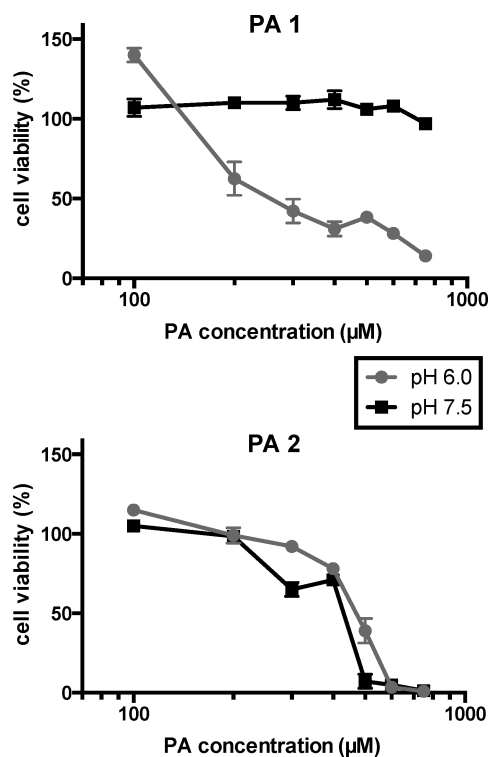 PA 1
150
100
50
0
cell viability (%)
100
1000
PA concentration (µM)
pH 6.0
pH 7.5
PA 2
150
100
50
0
cell viability (%)
100
1000
PA concentration (µM)